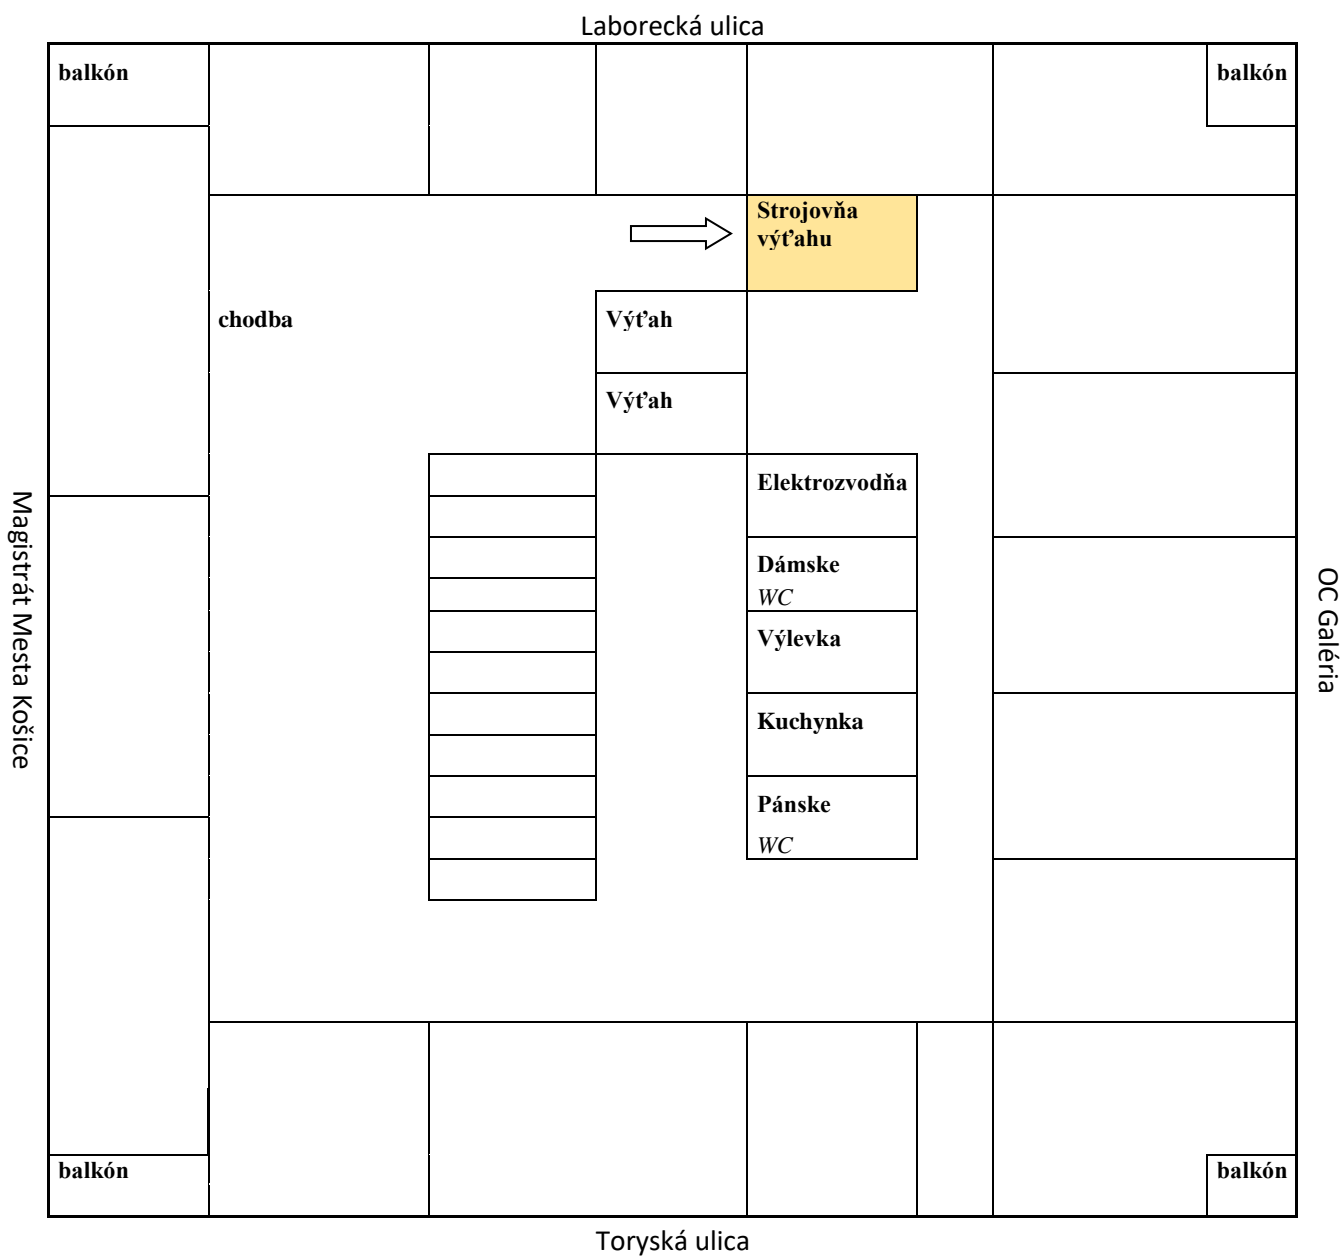 Laborecká ulica
balkón
balkón
Strojovňa
výťahu
chodba
Výťah
Výťah
Elektrozvodňa
Dámske
WC
Výlevka
Kuchynka
Pánske
WC
Magistrát Mesta Košice
OC Galéria
balkón
balkón
Toryská ulica